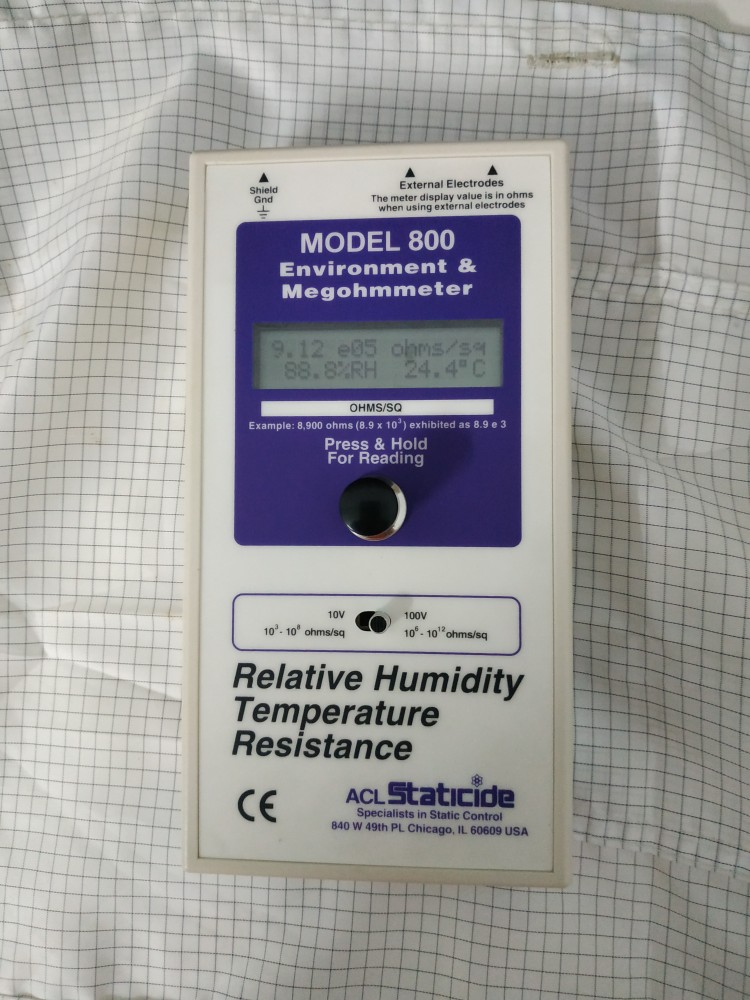 Shield
Gnd
External Electrodes
The meter display value is in ohms
when using external electrodes
MODEL 800
Environment &
Megohmmeter
9.12 e05 ohms/sq
88.8%RH 24.4°C
OHMS/SQ
Example: 8,900 ohms (8.9 x 10³) exhibited as 8.9 e 3
Press & Hold
For Reading
10V
10³- 10⁸ ohms/sq
100V
10⁶ - 10¹² ohms/sq
Relative Humidity
Temperature
Resistance
CE
ACL Staticide
Specialists in Static Control
840 W 49th PL Chicago, IL 60609 USA